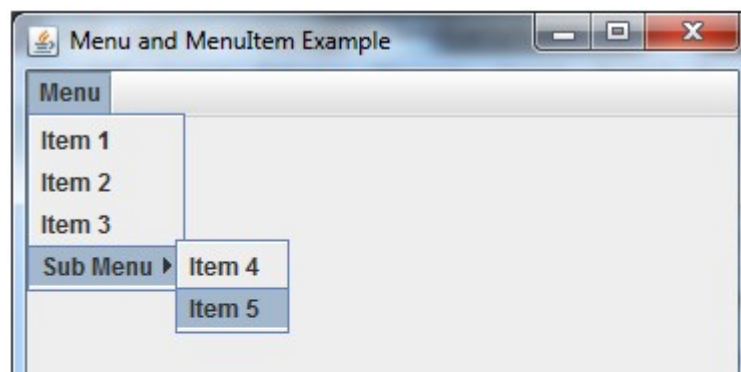 Menu and MenuItem Example
Menu
Item 1
Item 2
Item 3
Sub Menu
Item 4
Item 5